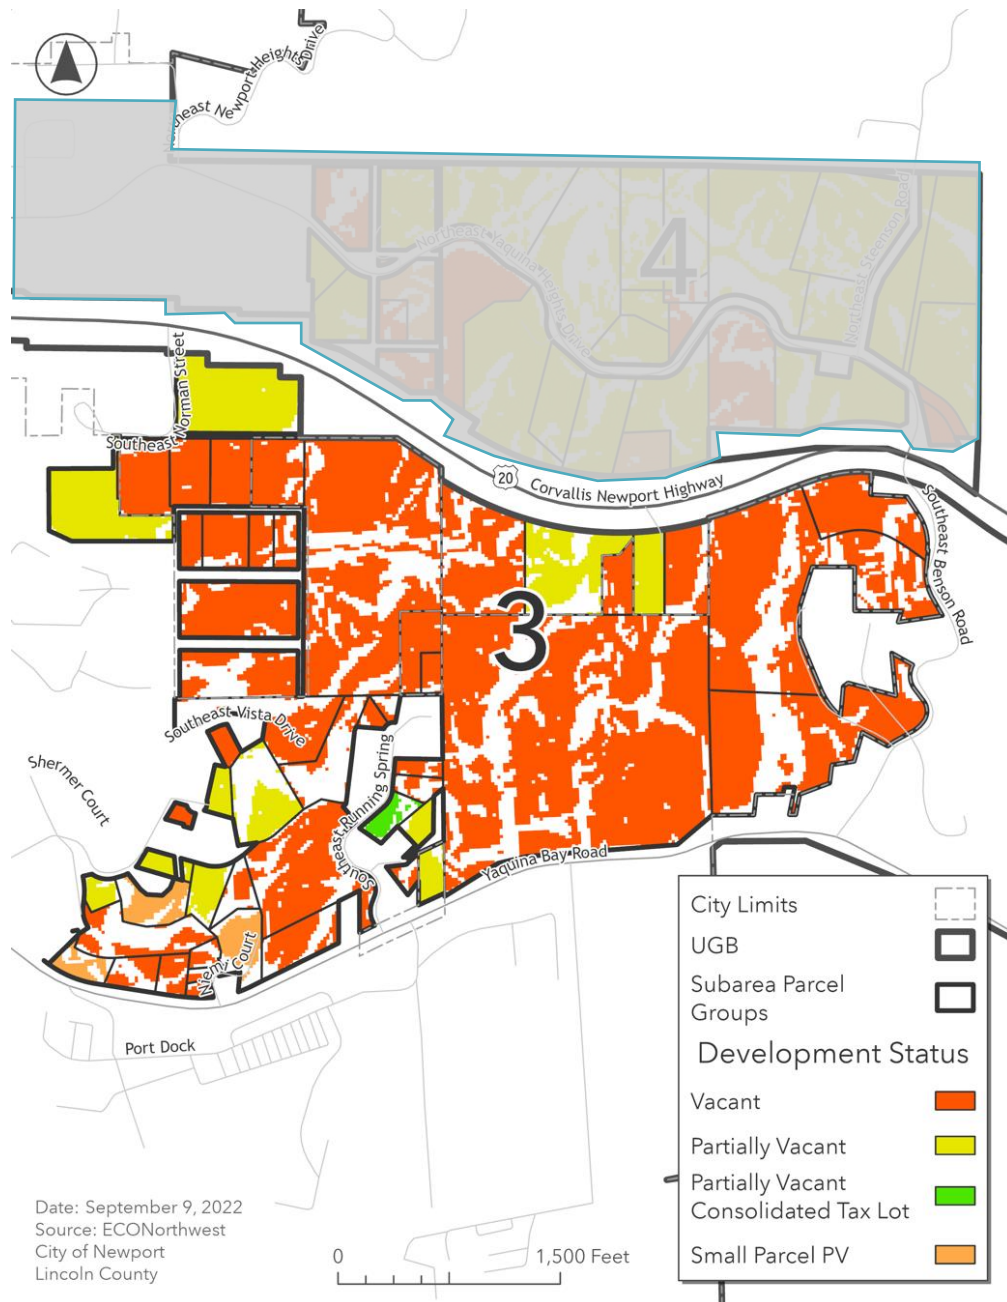 Northeast Newport Heights Drive
Northeast Yaquina Heights Drive
4
Northeast Steenson Road
Southeast Norman Street
20
Corvallis Newport Highway
Southeast Benson Road
3
Southeast Vista Drive
Shermer Court
Southeast Running Spring
Yaquina Bay Road
Niemi Court
Port Dock
City Limits
UGB
Subarea Parcel
Groups
Development Status
Vacant
Partially Vacant
Partially Vacant
Consolidated Tax Lot
Small Parcel PV
Date: September 9, 2022
Source: ECONorthwest
City of Newport
Lincoln County
0
1,500 Feet